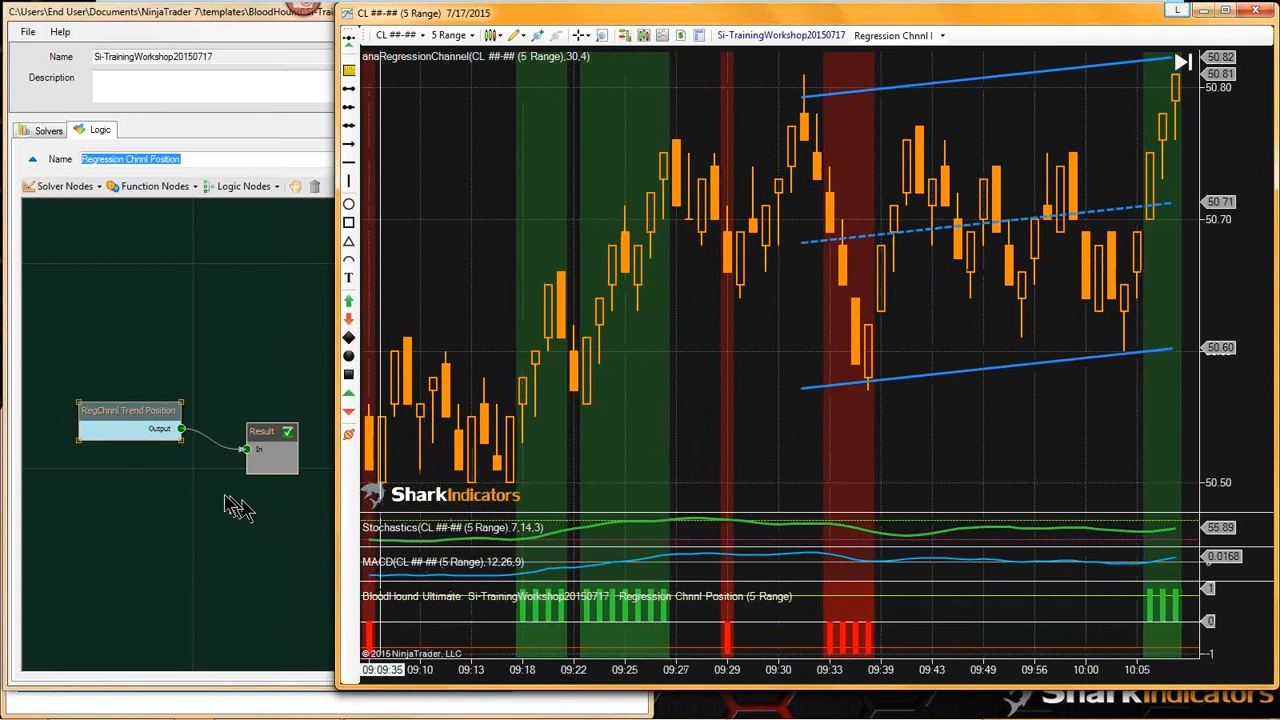 C:\Users\End User\Documents\NinjaTrader 7\templates\BloodHound\Si-Trai
File Help
Name Si-TrainingWorkshop20150717
Description
Solvers Logic
Name Regression Chnnl Position
Solver Nodes Function Nodes Logic Nodes
RegChnnl Trend Position
Output
Result
In
CL ##-## (5 Range) 7/17/2015
L
CL ##-## 5 Range Si-TrainingWorkshop20150717 Regression Chnnl I
anaRegressionChannel(CL ##-## (5 Range),30,4)
50.82
50.81
50.80
50.71
50.70
50.60
50.50
SharkIndicators
Stochastics(CL ##-## (5 Range),7,14,3)
55.89
MACD(CL ## ## (5 Range),12,26,9)
0.0168
BloodHound Ultimate: Si-TrainingWorkshop20150717 Regression Chnnl Position (5 Range)
1
0
-1
© 2015 NinjaTrader, LLC
09:09:35 09:10 09:13 09:18 09:22 09:25 09:27 09:29 09:30 09:33 09:39 09:43 09:49 09:56 10:00 10:05
SharkIndicators